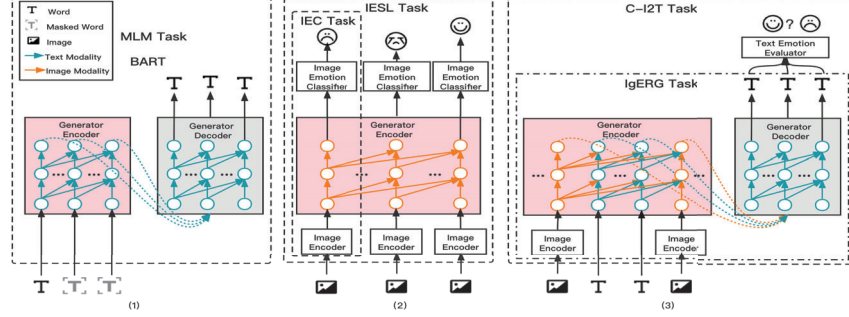 T Word
[T] Masked Word
Image
Text Modality
Image Modality
MLM Task
BART
T T T
Generator
Encoder
Generator
Decoder
... ...
... ...
T [T] [T]
(1)
IESL Task
IEC Task
Image
Emotion
Classifier
Image
Emotion
Classifier
Image
Emotion
Classifier
Generator
Encoder
... ...
Image
Encoder
Image
Encoder
Image
Encoder
(2)
C-I2T Task
?
Text Emotion
Evaluator
IgERG Task
T T T
Generator
Encoder
Generator
Decoder
... ... ...
... ...
Image
Encoder
Image
Encoder
T T
(3)